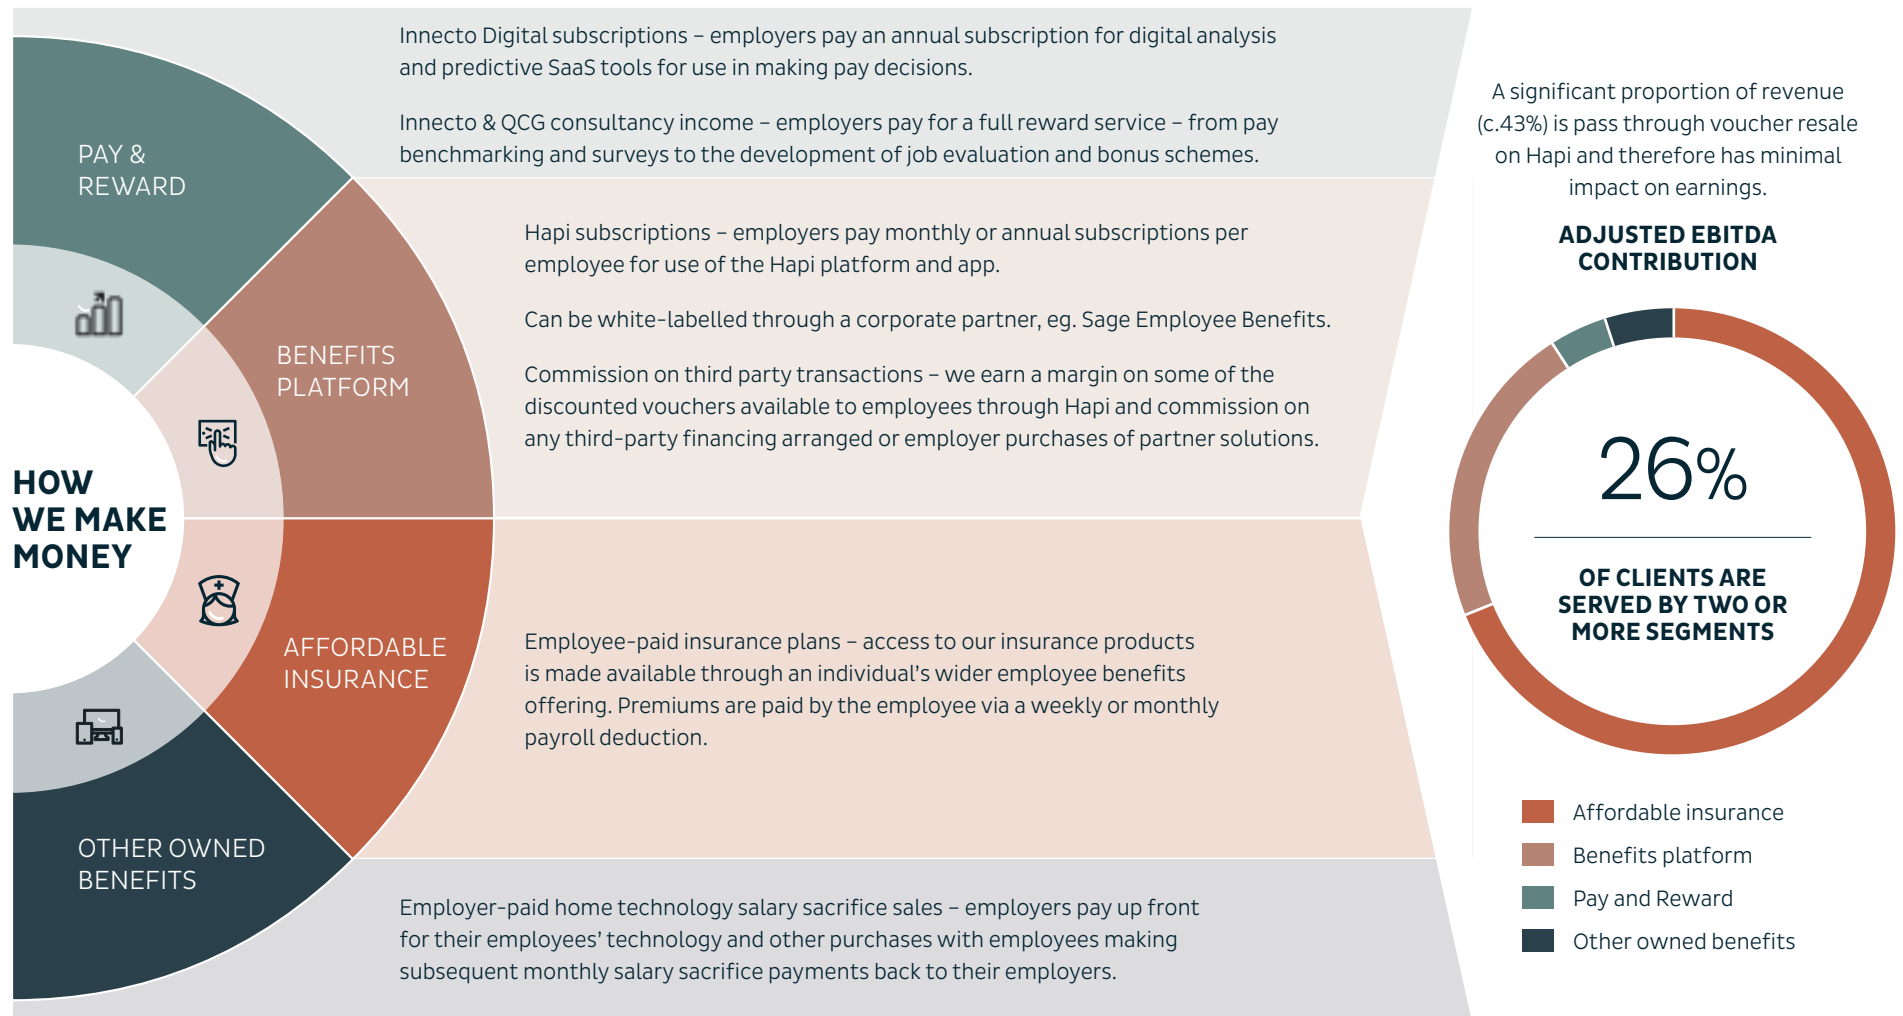 HOW
WE MAKE
MONEY
PAY &
REWARD
Innecto Digital subscriptions – employers pay an annual subscription for digital analysis
and predictive SaaS tools for use in making pay decisions.
Innecto & QCG consultancy income – employers pay for a full reward service – from pay
benchmarking and surveys to the development of job evaluation and bonus schemes.
BENEFITS
PLATFORM
Hapi subscriptions – employers pay monthly or annual subscriptions per
employee for use of the Hapi platform and app.
Can be white-labelled through a corporate partner, eg. Sage Employee Benefits.
Commission on third party transactions – we earn a margin on some of the
discounted vouchers available to employees through Hapi and commission on
any third-party financing arranged or employer purchases of partner solutions.
AFFORDABLE
INSURANCE
Employee-paid insurance plans – access to our insurance products
is made available through an individual's wider employee benefits
offering. Premiums are paid by the employee via a weekly or monthly
payroll deduction.
OTHER OWNED
BENEFITS
Employer-paid home technology salary sacrifice sales – employers pay up front
for their employees' technology and other purchases with employees making
subsequent monthly salary sacrifice payments back to their employers.
A significant proportion of revenue
(c.43%) is pass through voucher resale
on Hapi and therefore has minimal
impact on earnings.
ADJUSTED EBITDA
CONTRIBUTION
26%
OF CLIENTS ARE
SERVED BY TWO OR
MORE SEGMENTS
Affordable insurance
Benefits platform
Pay and Reward
Other owned benefits